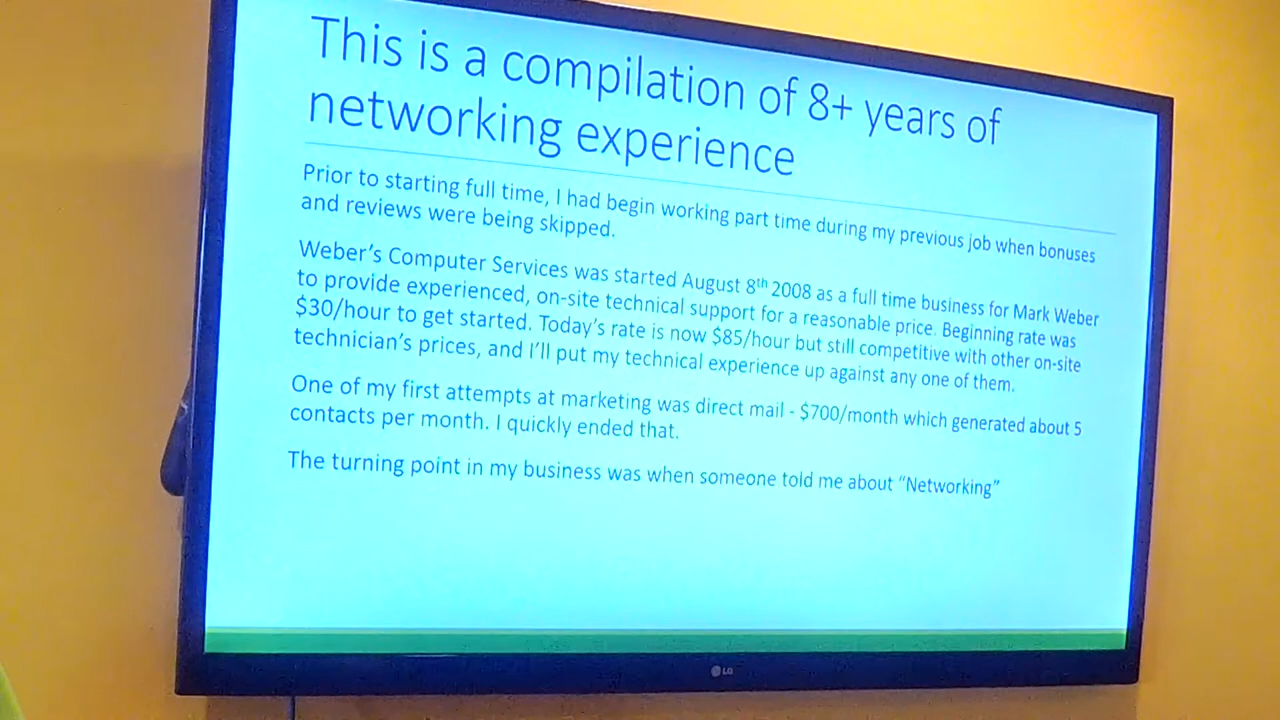 This is a compilation of 8+ years of
networking experience
Prior to starting full time, I had begin working part time during my previous job when bonuses
and reviews were being skipped.
Weber's Computer Services was started August 8th 2008 as a full time business for Mark Weber
to provide experienced, on-site technical support for a reasonable price. Beginning rate was
$30/hour to get started. Today's rate is now $85/hour but still competitive with other on-site
technician's prices, and I'll put my technical experience up against any one of them.
One of my first attempts at marketing was direct mail - $700/month which generated about 5
contacts per month. I quickly ended that.
The turning point in my business was when someone told me about “Networking”
LG